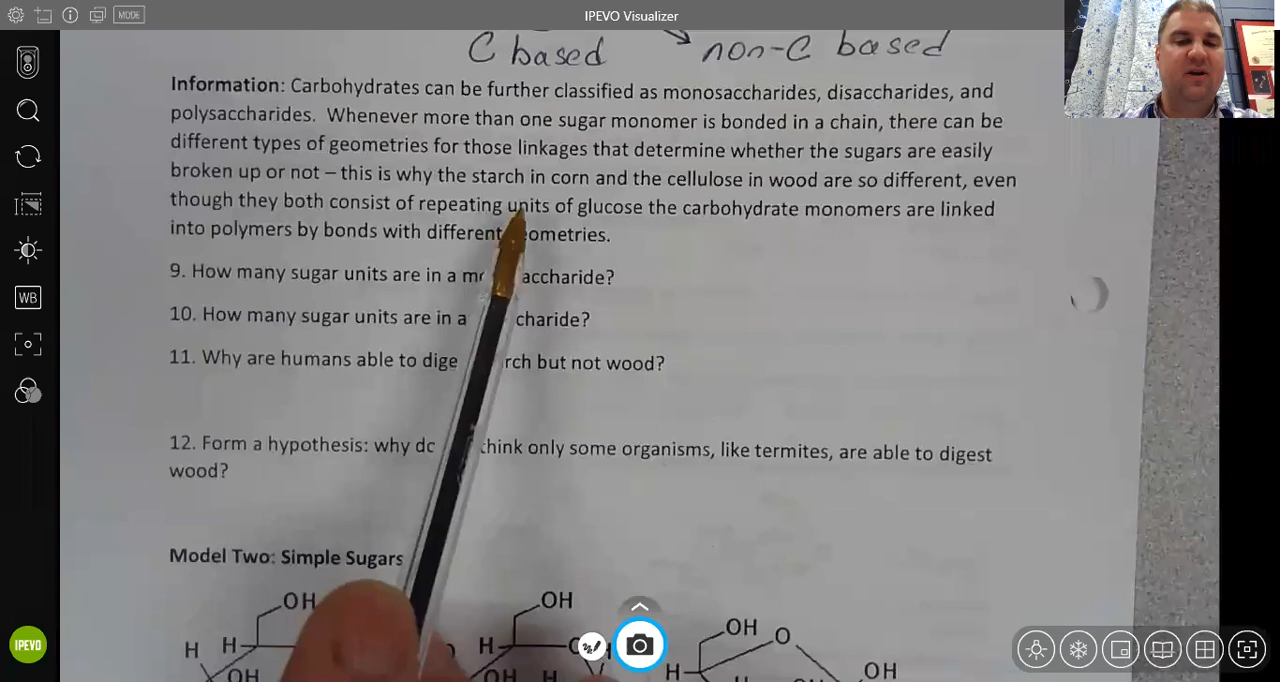 MODE
IPEVO Visualizer
C based non-C based
Information: Carbohydrates can be further classified as monosaccharides, disaccharides, and
polysaccharides. Whenever more than one sugar monomer is bonded in a chain, there can be
different types of geometries for those linkages that determine whether the sugars are easily
broken up or not – this is why the starch in corn and the cellulose in wood are so different, even
though they both consist of repeating units of glucose the carbohydrate monomers are linked
into polymers by bonds with different eometries.
9. How many sugar units are in a mo accharide?
10. How many sugar units are in a charide?
11. Why are humans able to dige rch but not wood?
12. Form a hypothesis: why do think only some organisms, like termites, are able to digest
wood?
Model Two: Simple Sugars
OH OH OH O
H H H C H H OH
OH OH H
WB
IPEVO